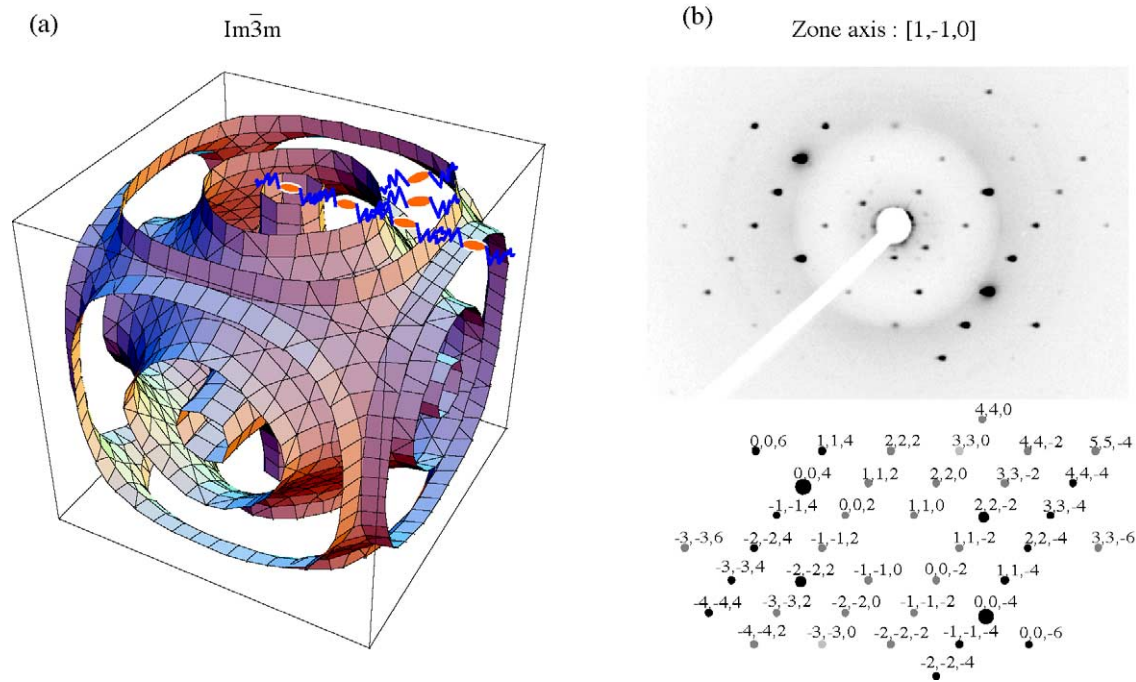 (a)
Im3̅m
(b)
Zone axis : [1,-1,0]
4,4,0
0,0,6 1,1,4 2,2,2 3,3,0 4,4,-2 5,5,-4
0,0,4 1,1,2 2,2,0 3,3,-2 4,4,-4
-1,-1,4 0,0,2 1,1,0 2,2,-2 3,3,-4
-3,-3,6 -2,-2,4 -1,-1,2 1,1,-2 2,2,-4 3,3,-6
-3,-3,4 -2,-2,2 -1,-1,0 0,0,-2 1,1,-4
-4,-4,4 -3,-3,2 -2,-2,0 -1,-1,-2 0,0,-4
-4,-4,2 -3,-3,0 -2,-2,-2 -1,-1,-4 0,0,-6
-2,-2,-4